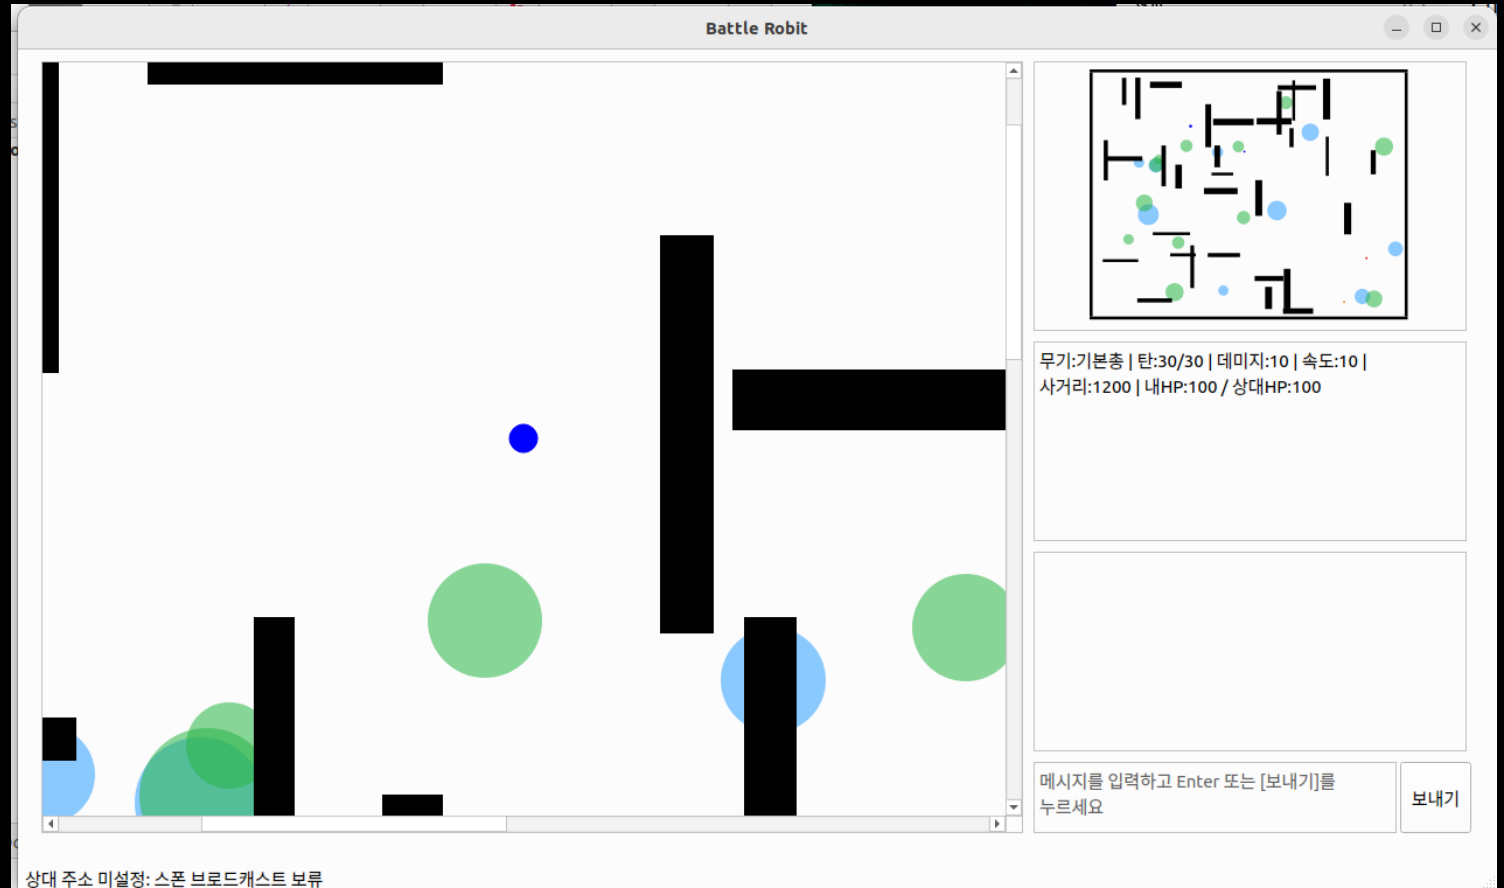 Battle Robit
무기:기본총 | 탄:30/30 | 데미지:10 | 속도:10 |
사거리:1200 | 내HP:100 / 상대HP:100
메시지를 입력하고 Enter 또는 [보내기]를
누르세요
보내기
상대 주소 미설정: 스폰 브로드캐스트 보류